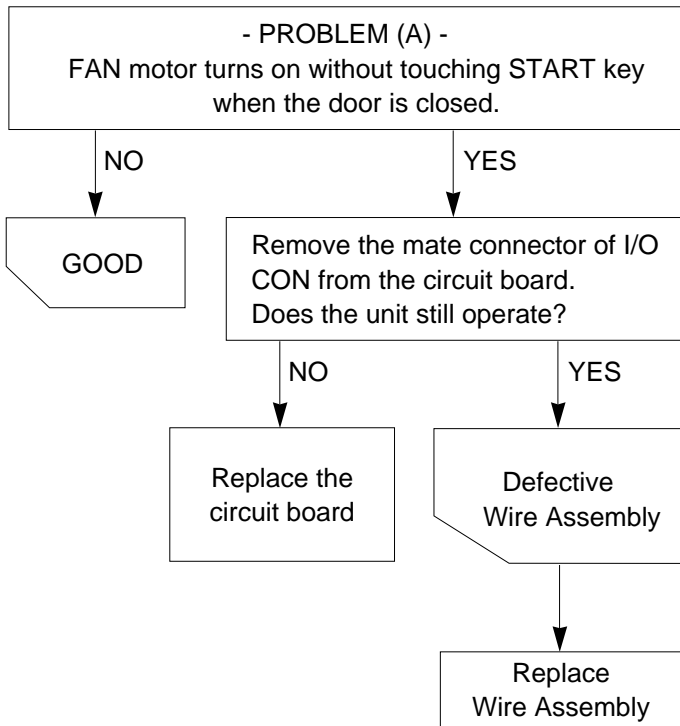 - PROBLEM (A) -
FAN motor turns on without touching START key
when the door is closed.
NO
YES
GOOD
Remove the mate connector of I/O
CON from the circuit board.
Does the unit still operate?
NO
YES
Replace the
circuit board
Defective
Wire Assembly
Replace
Wire Assembly